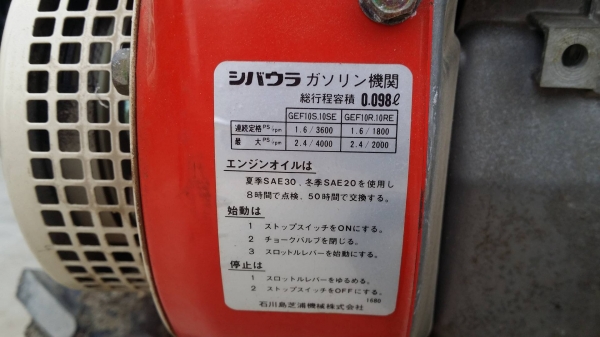 シバウラ ガソリン機関
総行程容積 0.098ℓ
GEF10S.10SE GEF10R.10RE
連続定格PS/rpm 1.6/3600 1.6/1800
最大PS/rpm 2.4/4000 2.4/2000
エンジンオイルは
夏季SAE30.冬季SAE20を使用し
8時間で点検.50時間で交換する。
始動は
1 ストップスイッチをONにする。
2 チョークバルブを閉じる。
3 スロットルレバーを始動にする。
停止は
1 スロットルレバーをゆるめる。
2 ストップスイッチをOFFにする。
石川島芝浦機械株式会社
1680